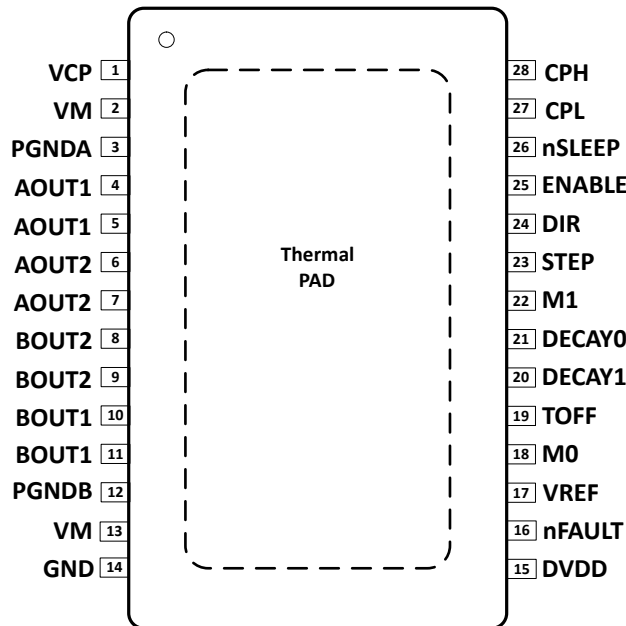 VCP 1
VM 2
PGNDA 3
AOUT1 4
AOUT1 5
AOUT2 6
AOUT2 7
BOUT2 8
BOUT2 9
BOUT1 10
BOUT1 11
PGNDB 12
VM 13
GND 14
Thermal
PAD
28 CPH
27 CPL
26 nSLEEP
25 ENABLE
24 DIR
23 STEP
22 M1
21 DECAY0
20 DECAY1
19 TOFF
18 M0
17 VREF
16 nFAULT
15 DVDD